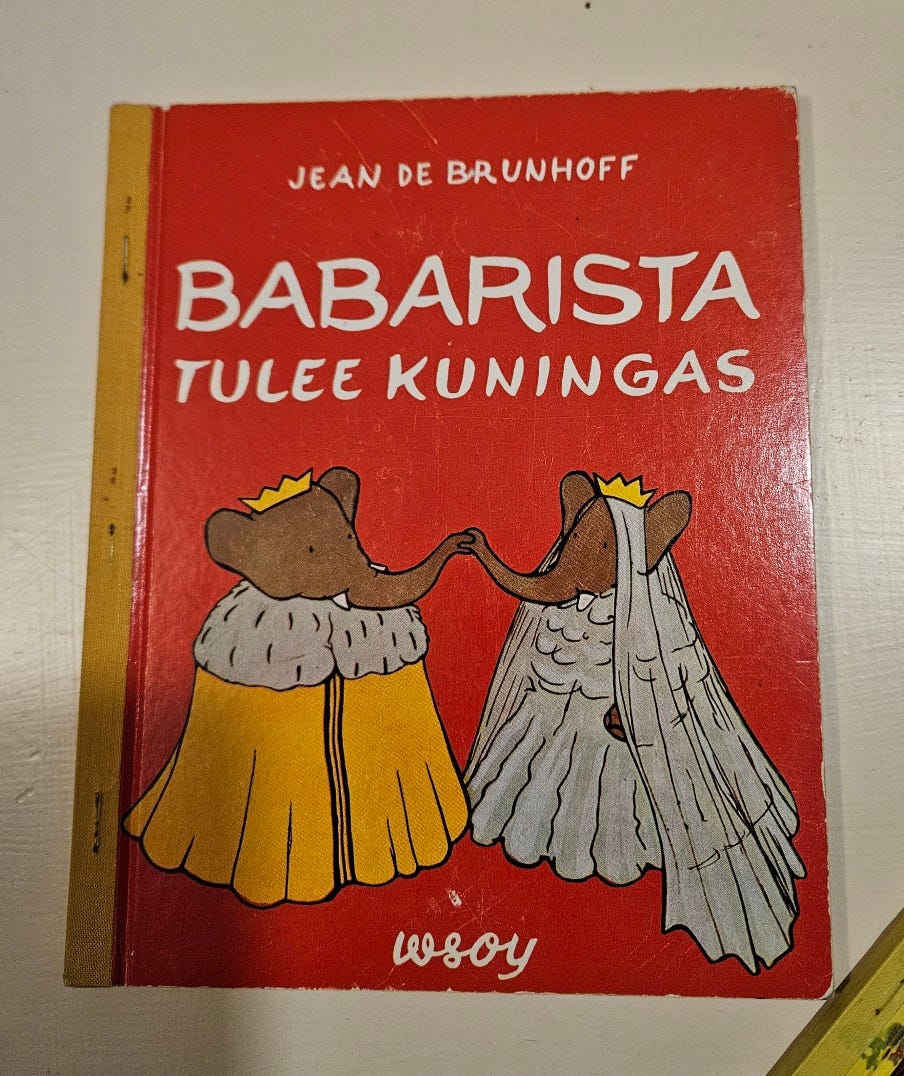 JEAN DE BRUNHOFF
BABARISTA
TULEE KUNINGAS
wsoy